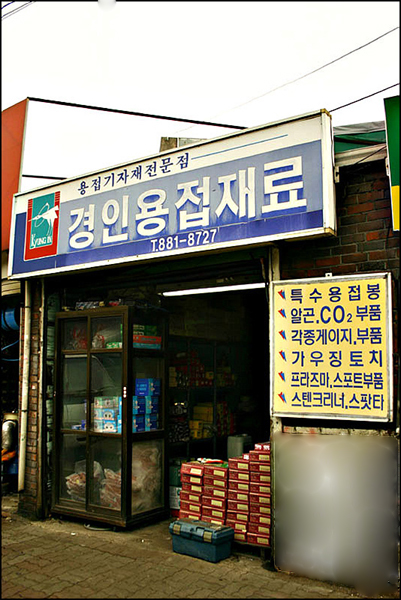 용접기자재전문점
경인용접재료
KYUNG IN
T.881-8727
특수용접봉
알곤.CO₂부품
각종게이지,부품
가우징토치
프라즈마,스포트부품
스텐크리너,스팟타